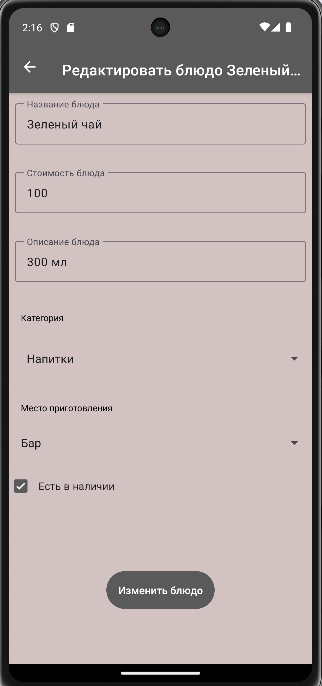 2:16
Редактировать блюдо Зеленый...
Название блюда
Зеленый чай
Стоимость блюда
100
Описание блюда
300 мл
Категория
Напитки
Место приготовления
Бар
Есть в наличии
Изменить блюдо